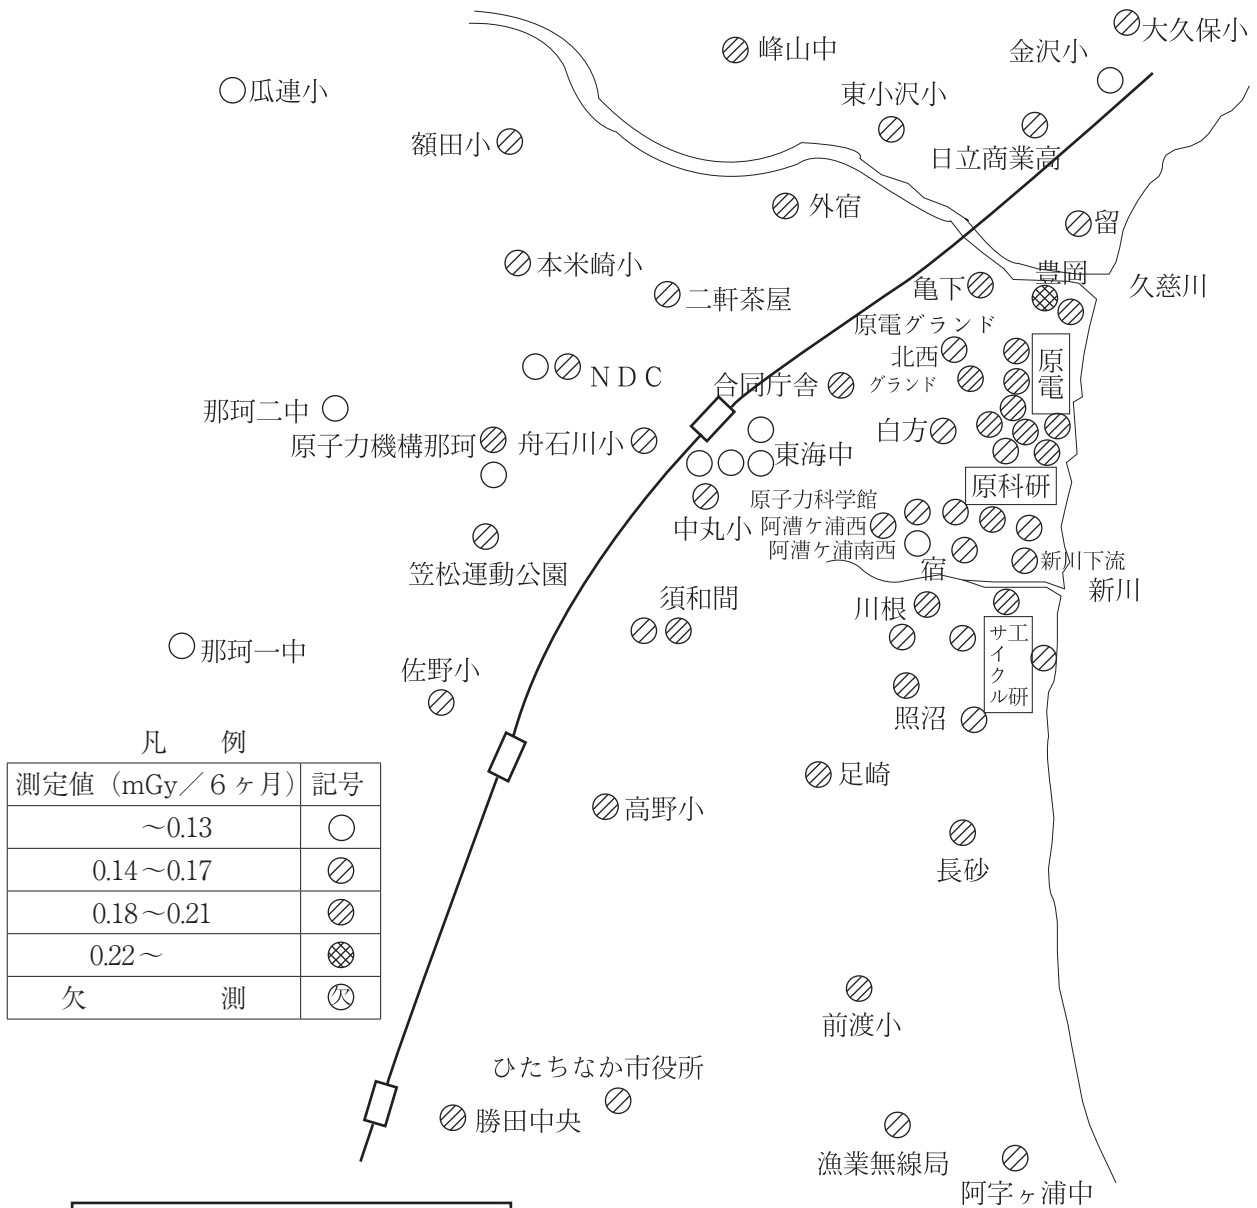 大久保小
峰山中
金沢小
瓜連小
東小沢小
額田小
日立商業高
外宿
留
本米崎小
豊岡
久慈川
亀下
二軒茶屋
原電グランド
北西
原電
NDC
合同庁舎
グランド
那珂二中
白方
原子力機構那珂
舟石川小
東海中
原科研
原子力科学館
中丸小
阿漕ケ浦西
阿漕ケ浦南西
新川下流
笠松運動公園
宿
新川
須和間
川根
サイクル工研
那珂一中
佐野小
照沼
凡 例
測定値（mGy／6ヶ月） 記号
～0.13
0.14～0.17
0.18～0.21
0.22～
欠 測 欠
足崎
高野小
長砂
前渡小
ひたちなか市役所
勝田中央
漁業無線局
阿字ヶ浦中